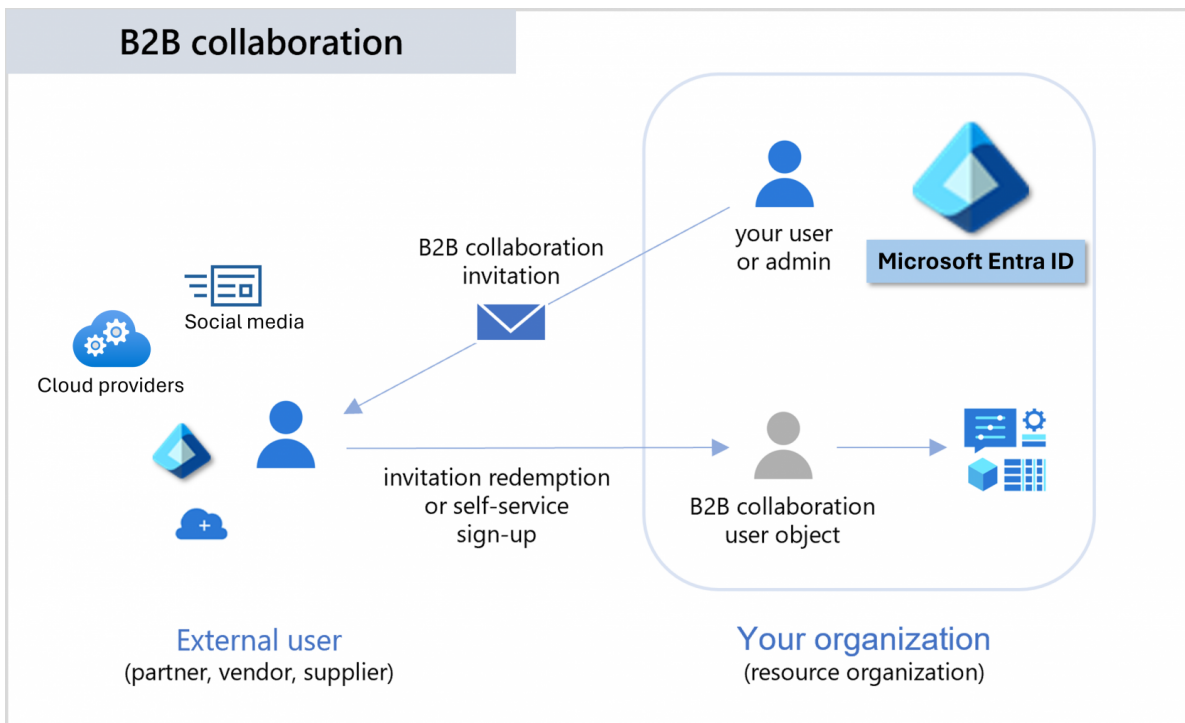 B2B collaboration
your user
or admin
Microsoft Entra ID
B2B collaboration
invitation
Social media
Cloud providers
invitation redemption
or self-service
sign-up
B2B collaboration
user object
External user
(partner, vendor, supplier)
Your organization
(resource organization)